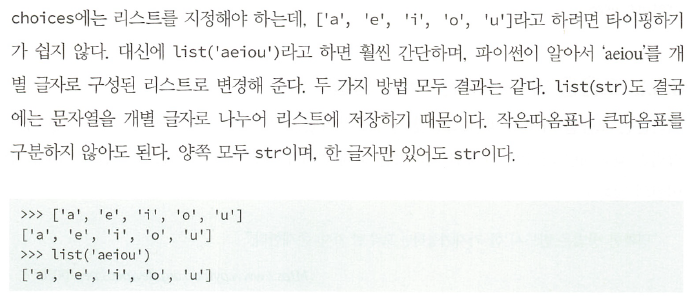 choices에는 리스트를 지정해야 하는데, ['a', 'e', 'i', 'o', 'u']라고 하려면 타이핑하기
가 쉽지 않다. 대신에 list('aeiou')라고 하면 훨씬 간단하며, 파이썬이 알아서 ‘aeiou’를 개
별 글자로 구성된 리스트로 변경해 준다. 두 가지 방법 모두 결과는 같다. list(str)도 결국
에는 문자열을 개별 글자로 나누어 리스트에 저장하기 때문이다. 작은따옴표나 큰따옴표를
구분하지 않아도 된다. 양쪽 모두 str이며, 한 글자만 있어도 str이다.
>>> ['a', 'e', 'i', 'o', 'u']
['a', 'e', 'i', 'o', 'u']
>>> list('aeiou')
['a', 'e', 'i', 'o', 'u']